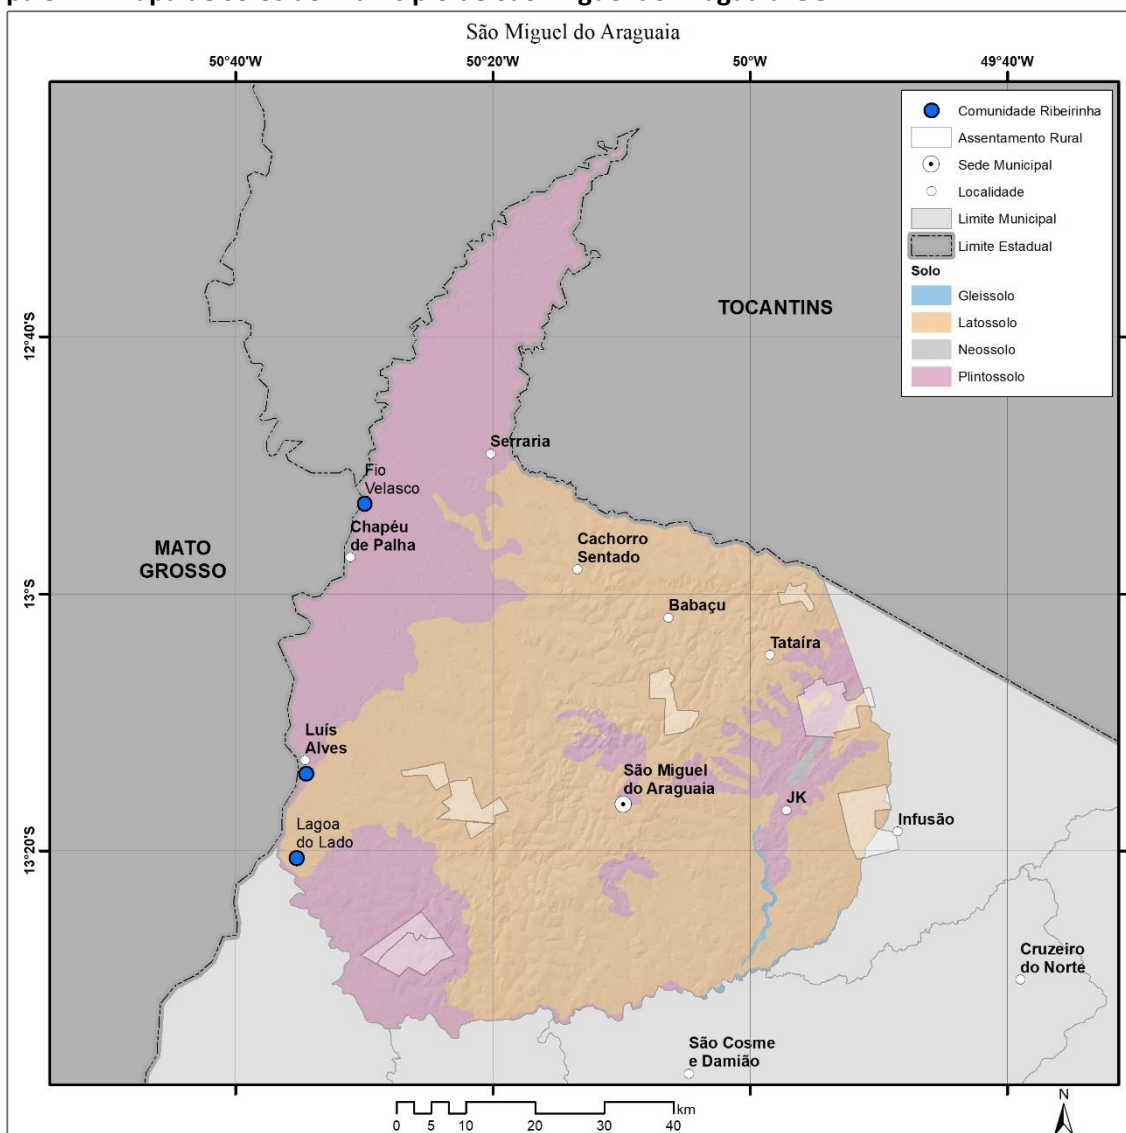 São Miguel do Araguaia
50°40'W
50°20'W
50°W
49°40'W
Comunidade Ribeirinha
Assentamento Rural
Sede Municipal
Localidade
Limite Municipal
Limite Estadual
Solo
Gleissolo
Latossolo
Neossolo
Plintossolo
TOCANTINS
12°40'S
Serraria
Fio
Velasco
Chapéu
de Palha
MATO
GROSSO
Cachorro
Sentado
13°S
Babaçu
Tataíra
Luís
Alves
São Miguel
do Araguaia
JK
Infusão
Lagoa
do Lado
13°20'S
Cruzeiro
do Norte
São Cosme
e Damião
N
km
0 5 10 20 30 40